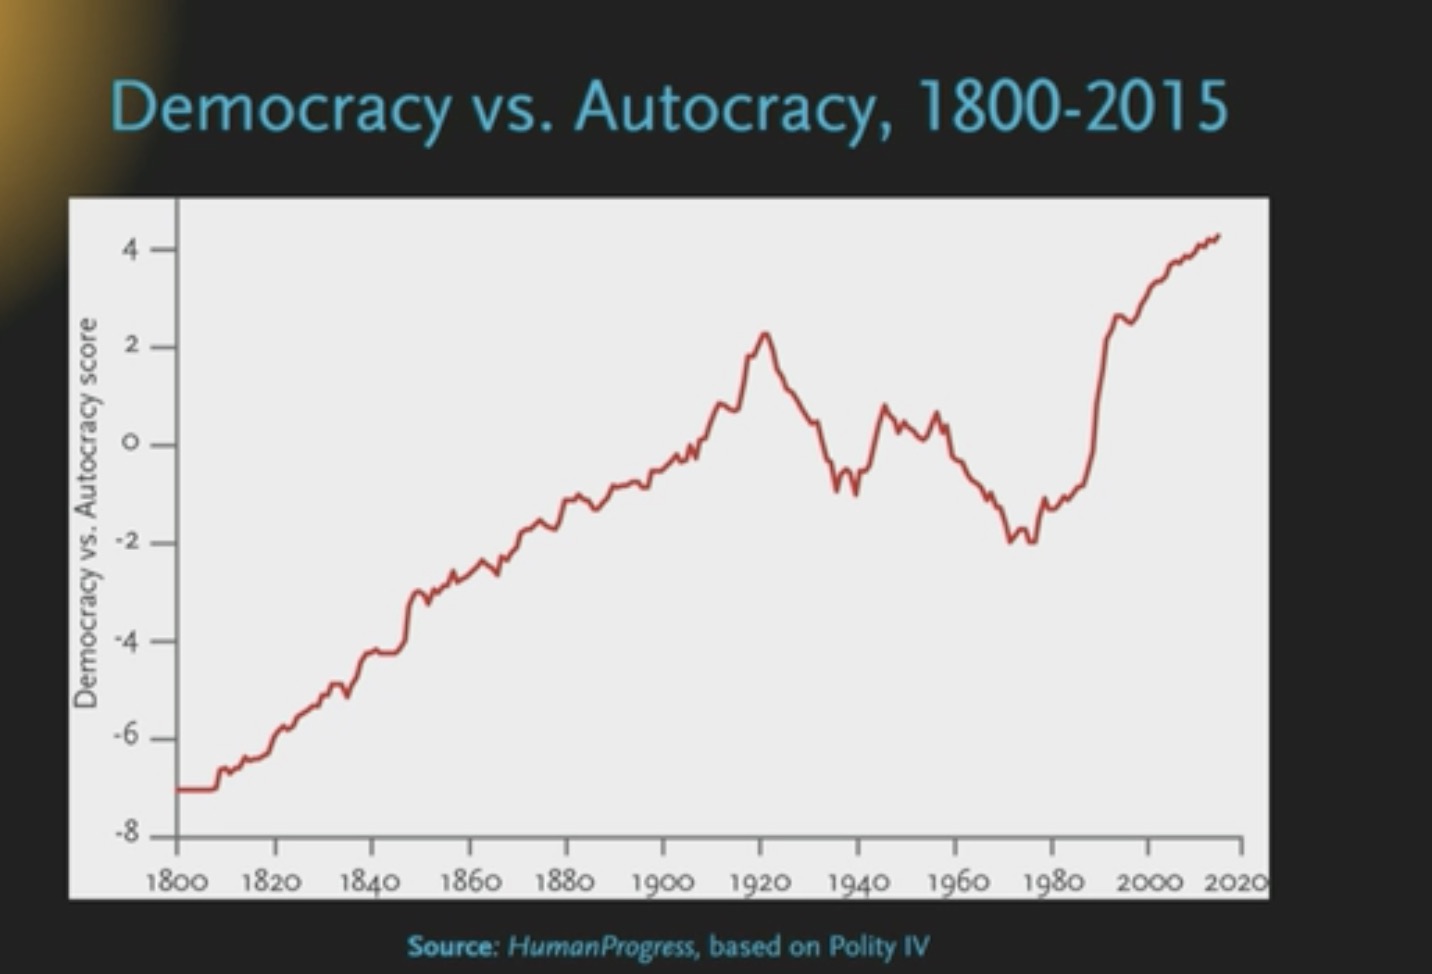 Democracy vs. Autocracy, 1800-2015
Democracy vs. Autocracy score
4
2
0
-2
-4
-6
-8
1800 1820 1840 1860 1880 1900 1920 1940 1960 1980 2000 2020
Source: HumanProgress, based on Polity IV